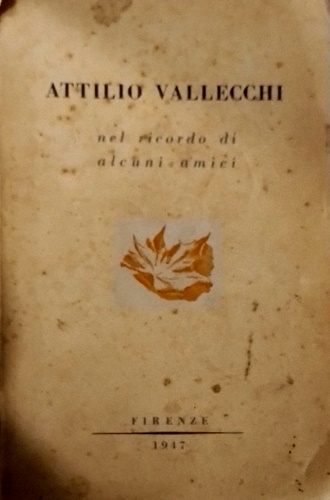 ATTILIO VALLECCHI
nel ricordo di
alcuni amici
FIRENZE
1947